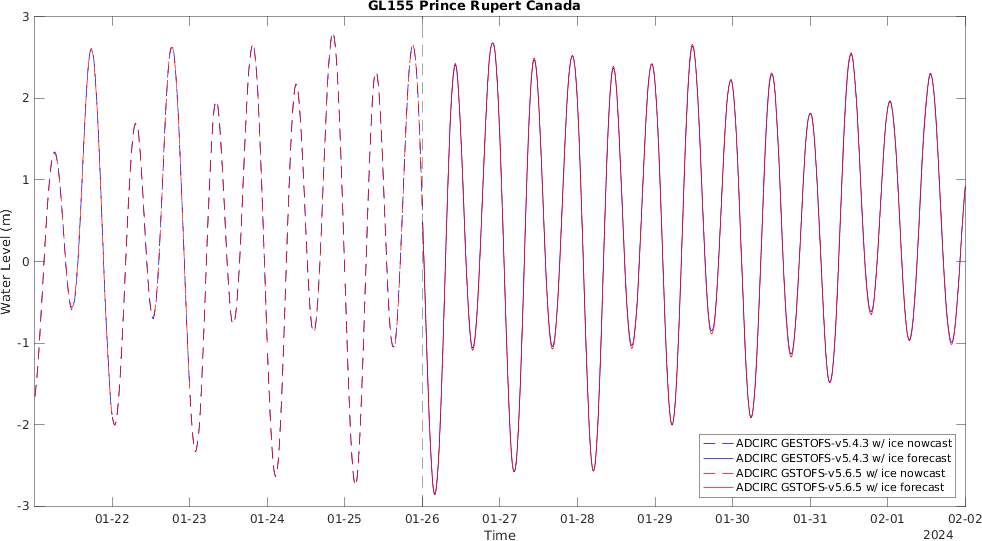 GL155 Prince Rupert Canada
3
2
1
0
-1
-2
-3
Water Level (m)
ADCIRC GESTOFS-v5.4.3 w/ ice nowcast
ADCIRC GESTOFS-v5.4.3 w/ ice forecast
ADCIRC GSTOFS-v5.6.5 w/ ice nowcast
ADCIRC GSTOFS-v5.6.5 w/ ice forecast
01-22 01-23 01-24 01-25 01-26 01-27 01-28 01-29 01-30 01-31 02-01 02-02
Time
2024